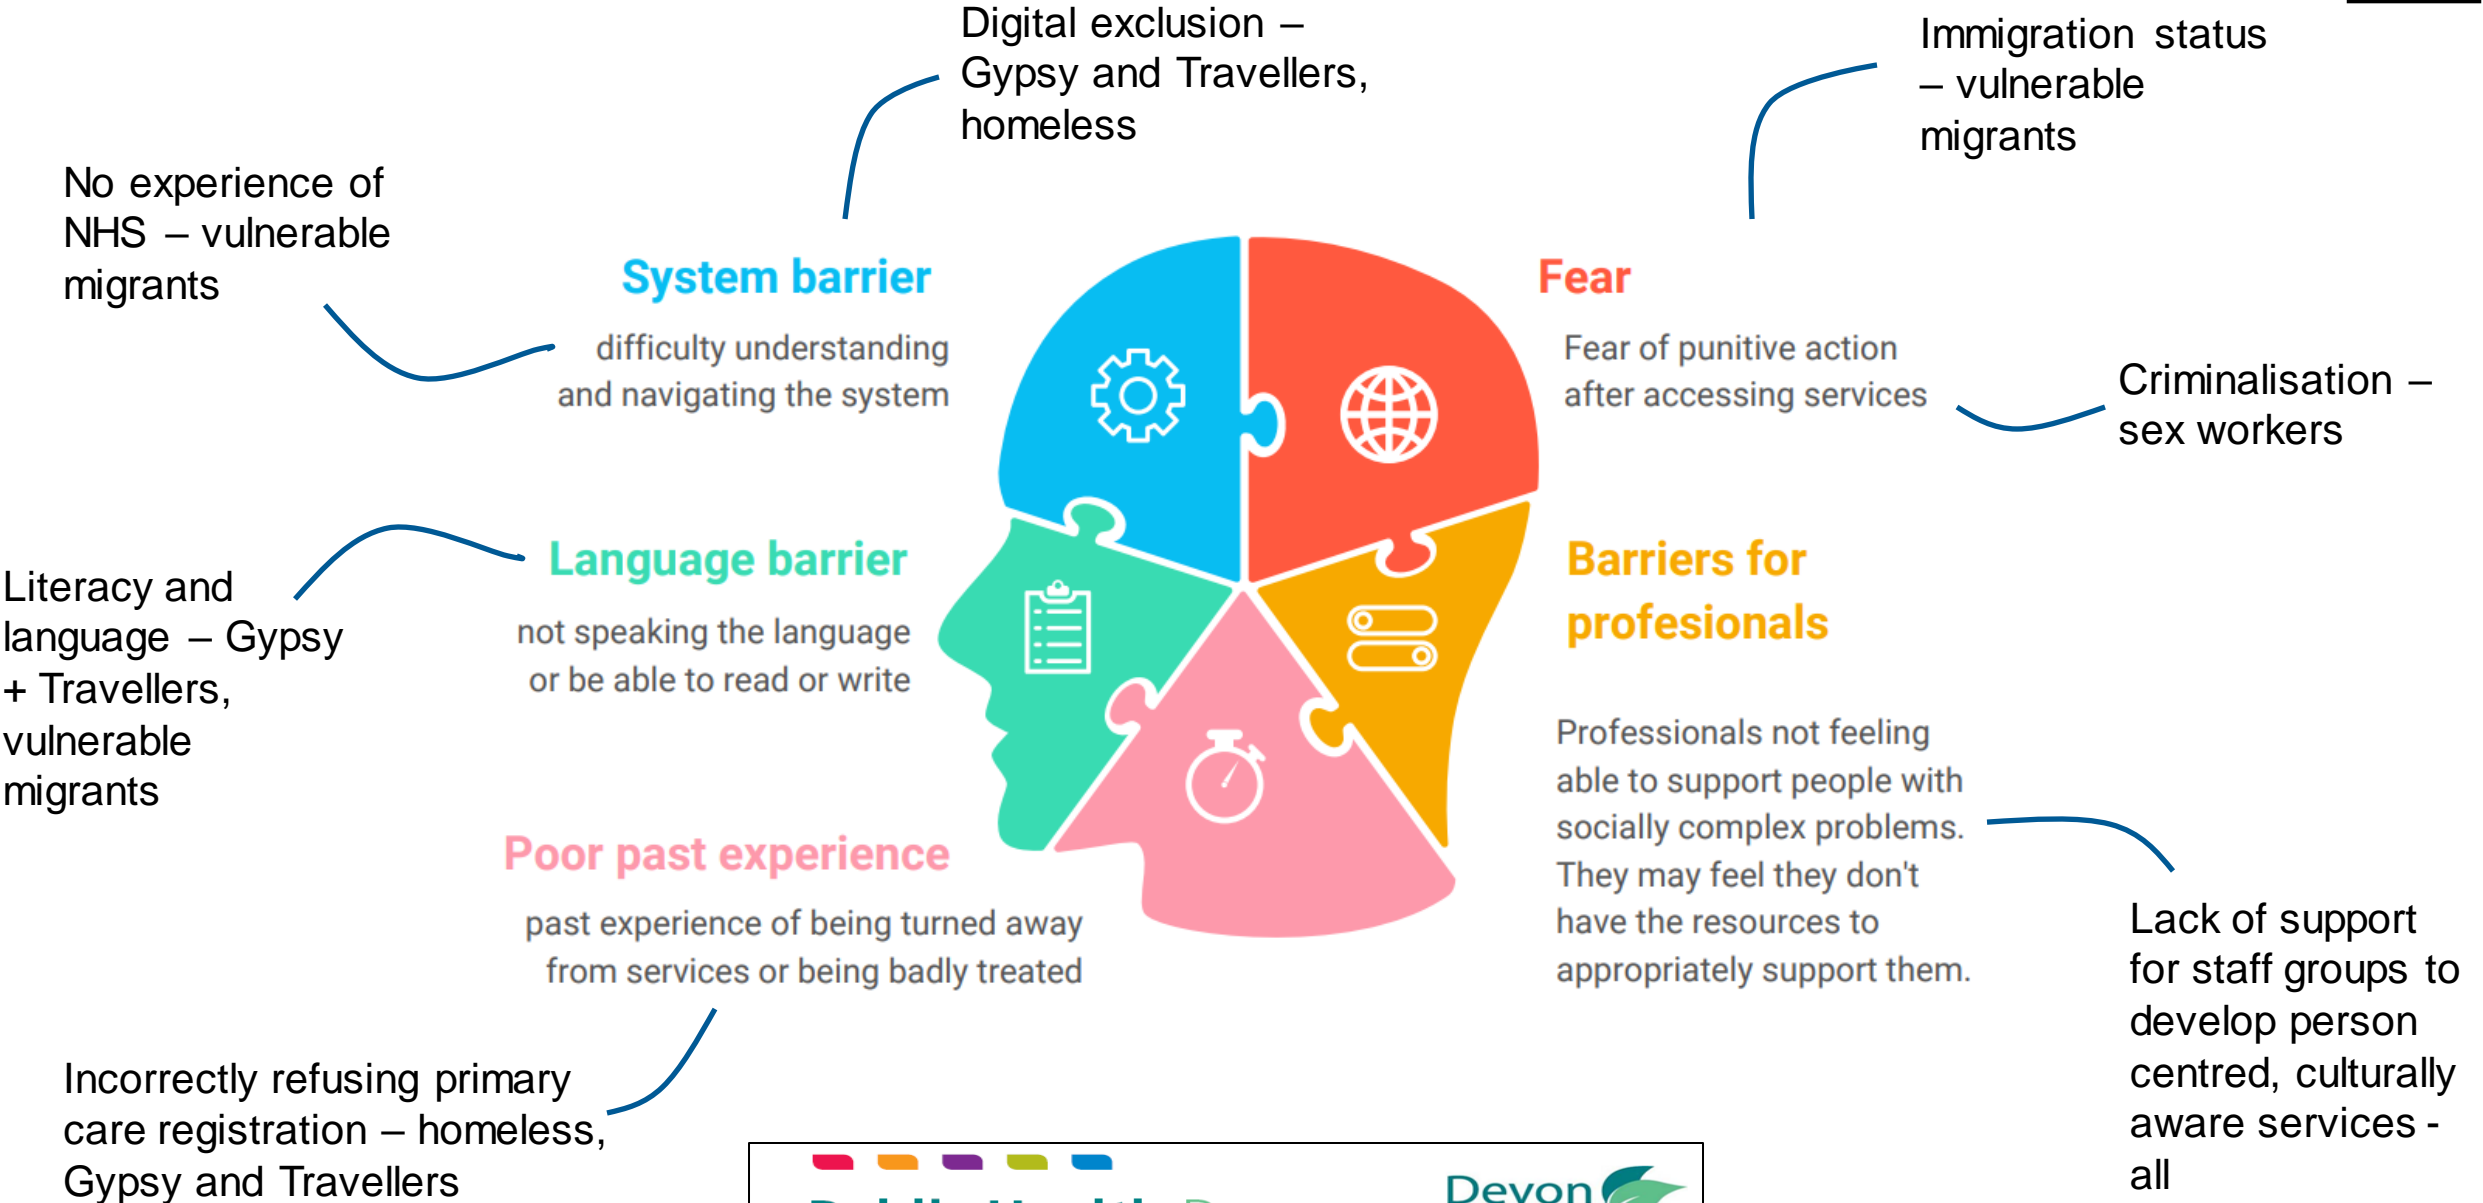 Digital exclusion –
Gypsy and Travellers,
homeless
Immigration status
– vulnerable
migrants
No experience of
NHS – vulnerable
migrants
System barrier
difficulty understanding
and navigating the system
Fear
Fear of punitive action
after accessing services
Criminalisation –
sex workers
Literacy and
language – Gypsy
+ Travellers,
vulnerable
migrants
Language barrier
not speaking the language
or be able to read or write
Barriers for
profesionals
Professionals not feeling
able to support people with
socially complex problems.
They may feel they don't
have the resources to
appropriately support them.
Poor past experience
past experience of being turned away
from services or being badly treated
Lack of support
for staff groups to
develop person
centred, culturally
aware services -
all
Incorrectly refusing primary
care registration – homeless,
Gypsy and Travellers
Public Health
Devon